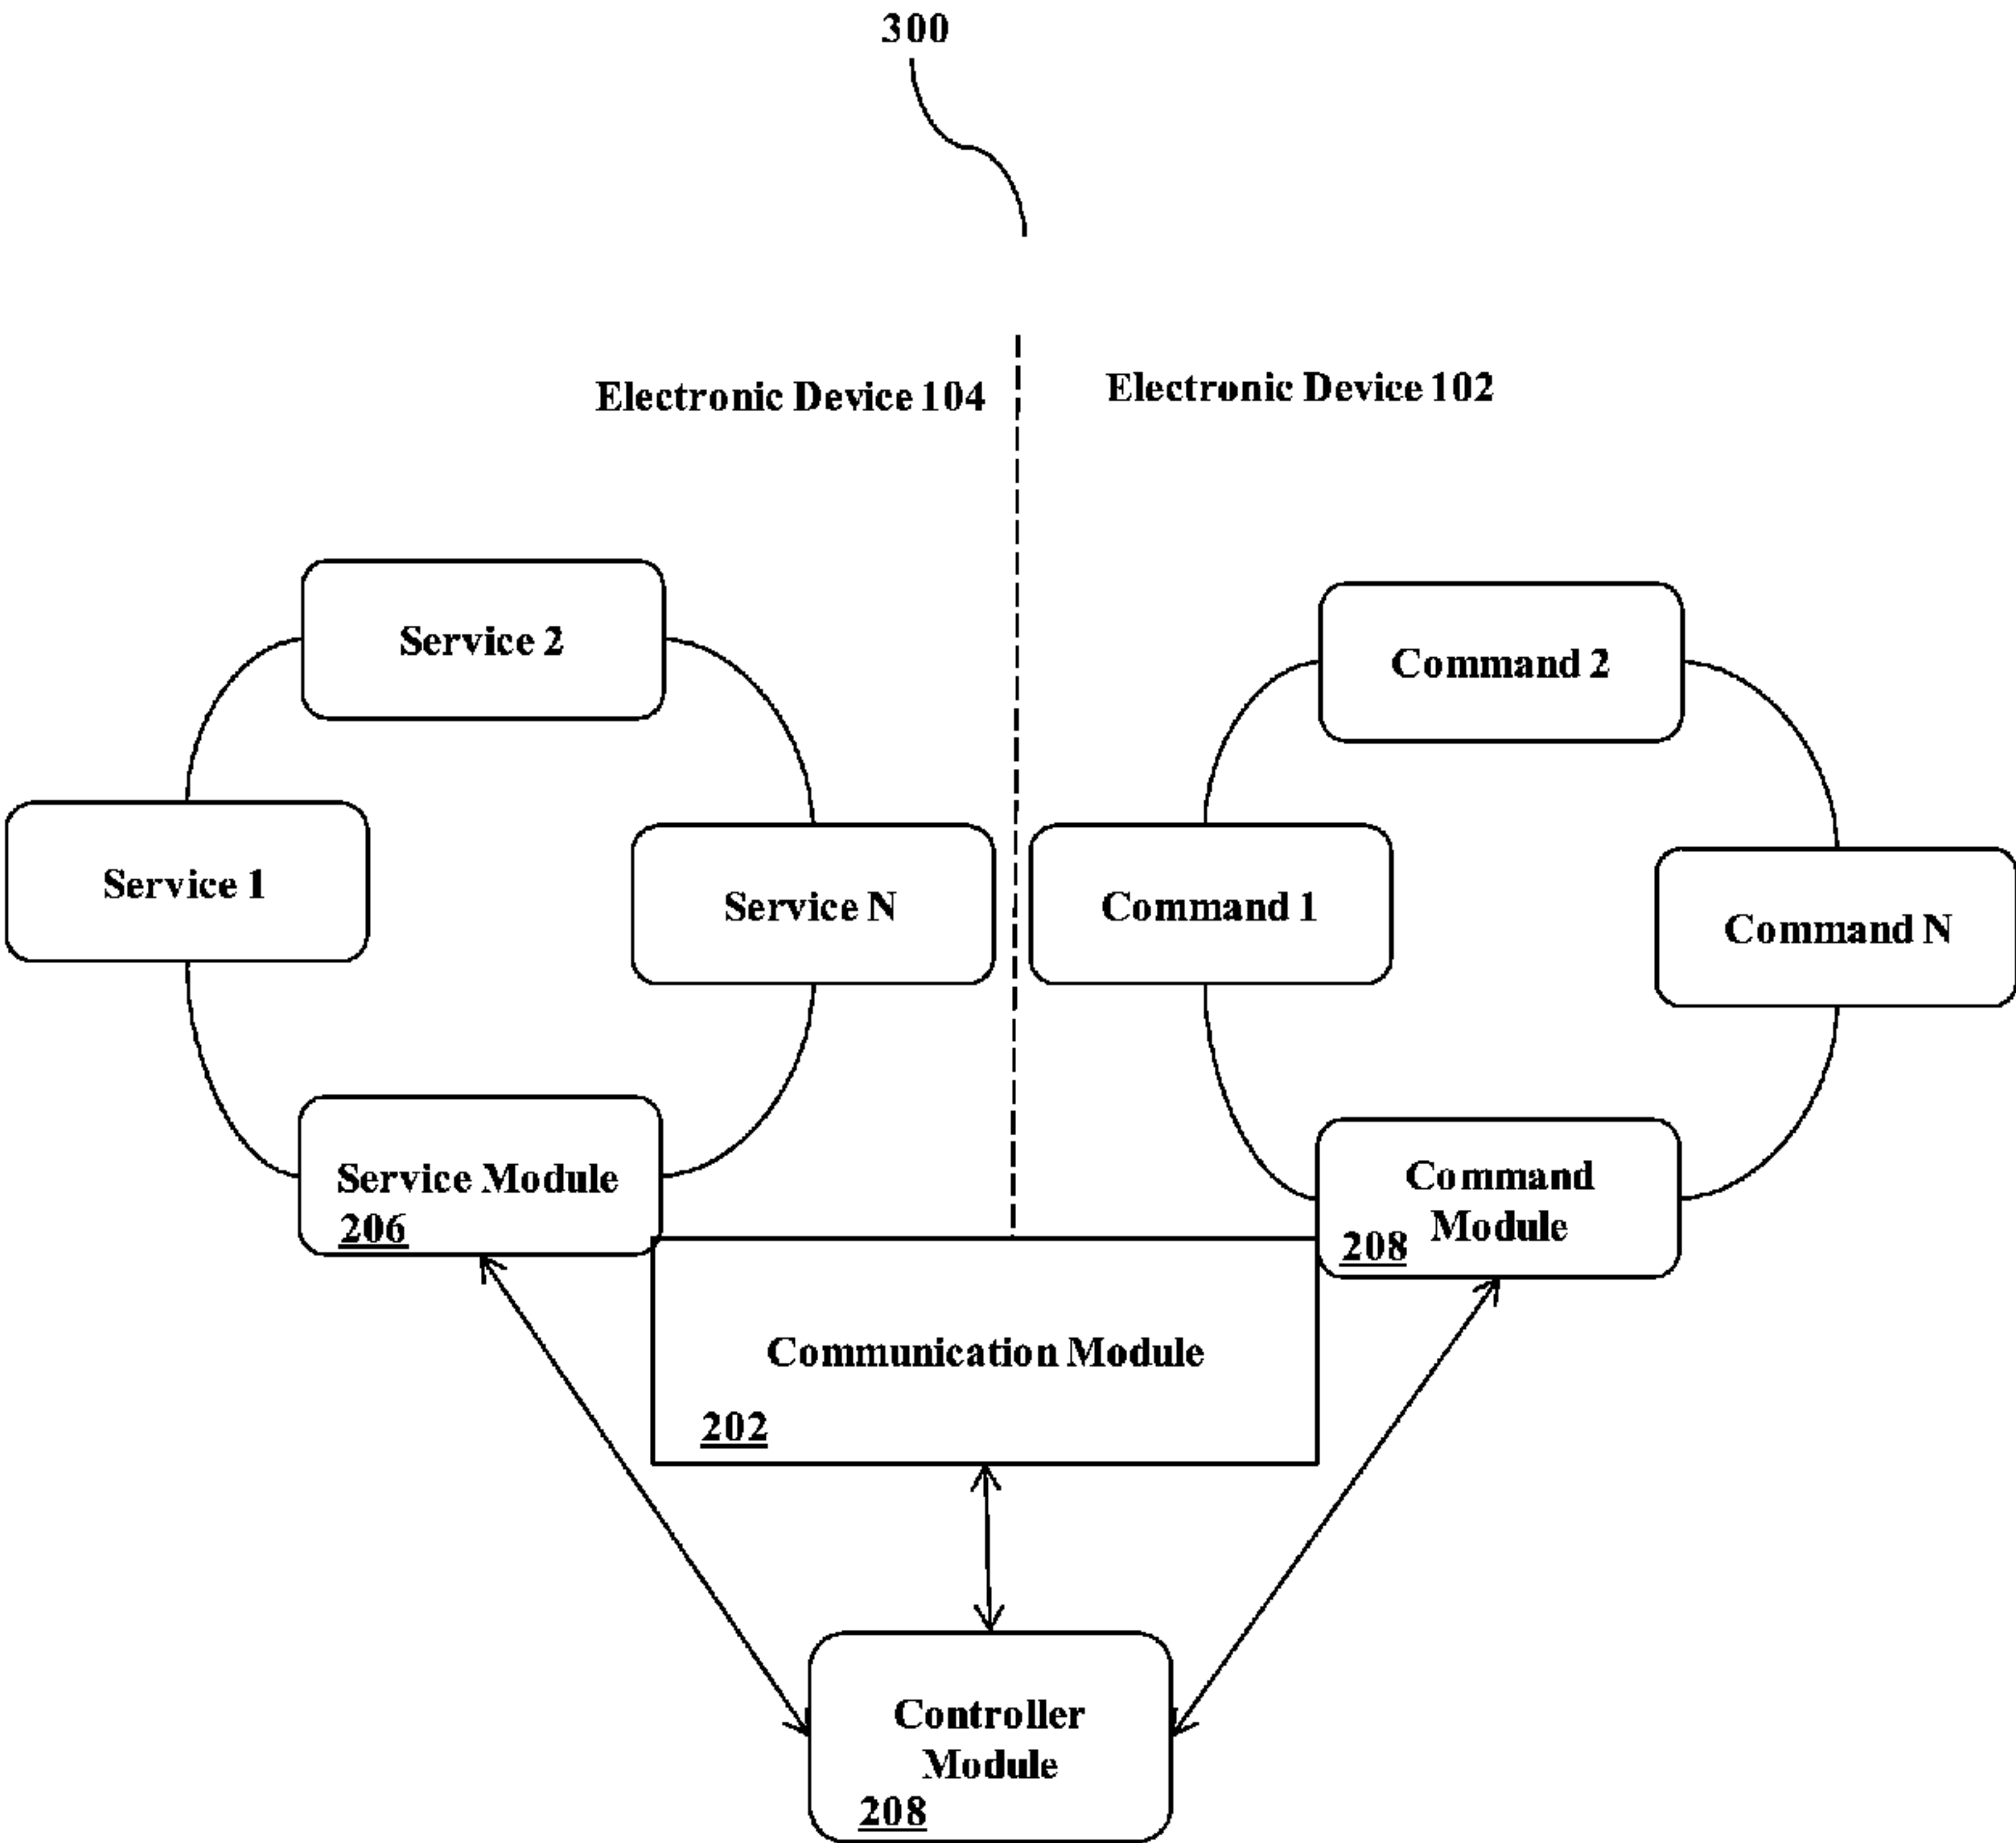 300
Electronic Device 104
Electronic Device 102
Service 2
Command 2
Service 1
Service N
Command 1
Command N
Service Module
206
Command
Module
208
Communication Module
202
Controller
Module
208